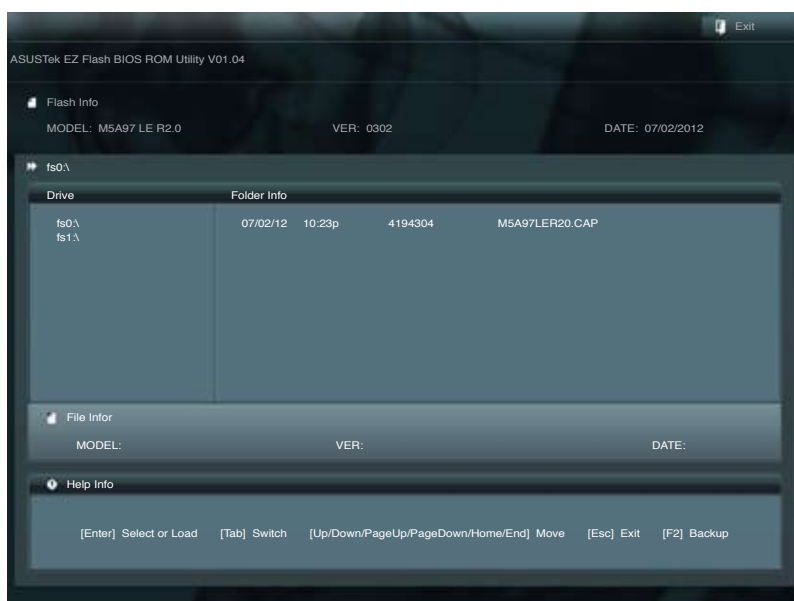 Exit
ASUSTek EZ Flash BIOS ROM Utility V01.04
Flash Info
MODEL: M5A97 LE R2.0 VER: 0302 DATE: 07/02/2012
fs0:\
Drive Folder Info
fs0:\ 07/02/12 10:23p 4194304 M5A97LER20.CAP
fs1:\
File Infor
MODEL: VER: DATE:
Help Info
[Enter] Select or Load [Tab] Switch [Up/Down/PageUp/PageDown/Home/End] Move [Esc] Exit [F2] Backup